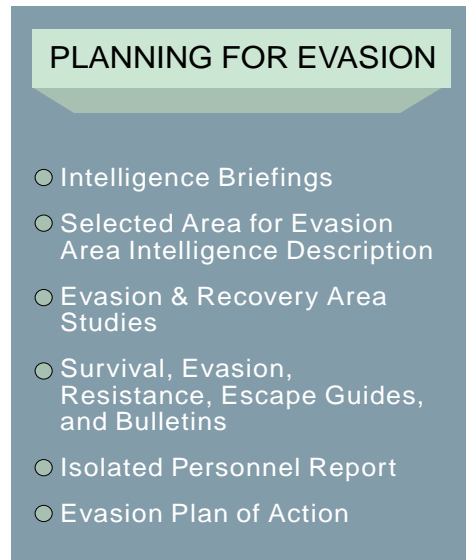 PLANNING FOR EVASION
Intelligence Briefings
Selected Area for Evasion
Area Intelligence Description
Evasion & Recovery Area
Studies
Survival, Evasion,
Resistance, Escape Guides,
and Bulletins
Isolated Personnel Report
Evasion Plan of Action